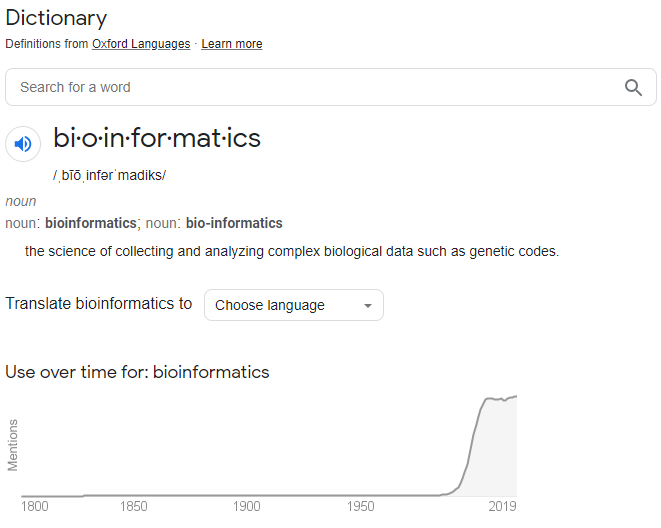 Dictionary
Definitions from Oxford Languages · Learn more
Search for a word
bi·o·in·for·mat·ics
/ˌbīōˌinfərˈmadiks/
noun
noun: bioinformatics; noun: bio-informatics
the science of collecting and analyzing complex biological data such as genetic codes.
Translate bioinformatics to Choose language
Use over time for: bioinformatics
Mentions
1800 1850 1900 1950 2019